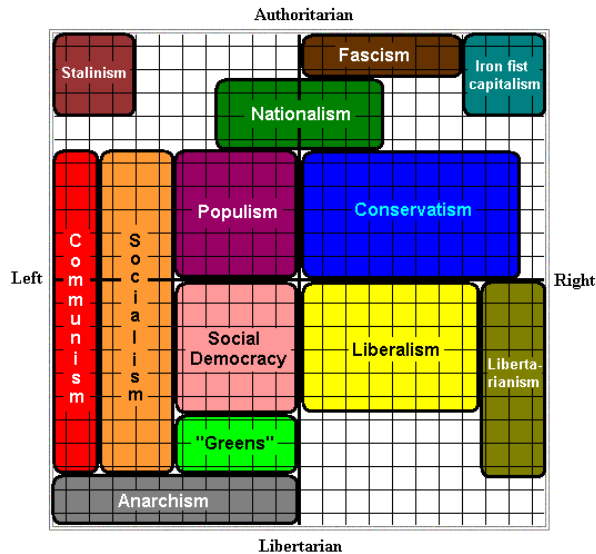 Authoritarian
Stalinism
Fascism
Iron fist
capitalism
Nationalism
Populism
Conservatism
Communism
Socialism
Left
Right
Social
Democracy
Liberalism
Liberta-
rianism
"Greens"
Anarchism
Libertarian